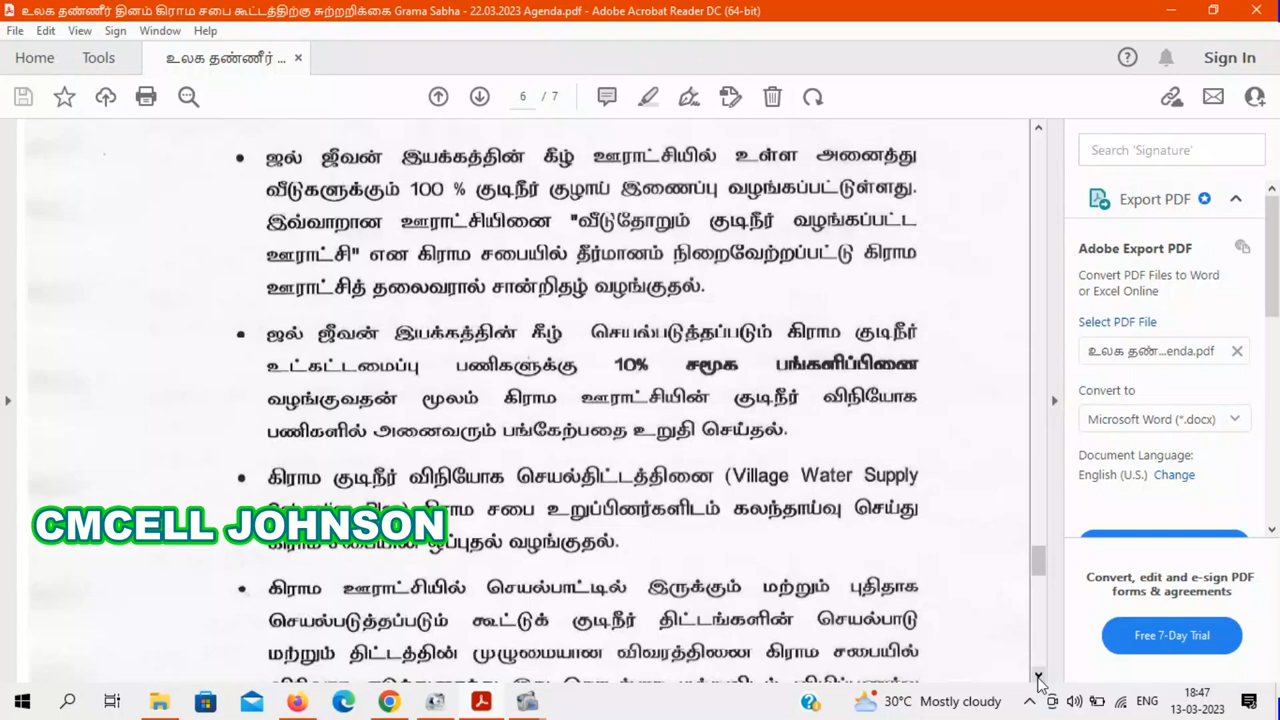 உலக தண்ணீர் தினம் கிராம சபை கூட்டத்திற்கு சுற்றறிக்கை Grama Sabha - 22.03.2023 Agenda.pdf - Adobe Acrobat Reader DC (64-bit)
File Edit View Sign Window Help
Home Tools உலக தண்ணீர் ... Sign In
6 / 7
• ஜல் ஜீவன் இயக்கத்தின் கீழ் ஊராட்சியில் உள்ள அனைத்து
வீடுகளுக்கும் 100 % குடிநீர் குழாய் இணைப்பு வழங்கப்பட்டுள்ளது.
இவ்வாறான ஊராட்சியினை "வீடுதோறும் குடிநீர் வழங்கப்பட்ட
ஊராட்சி" என கிராம சபையில் தீர்மானம் நிறைவேற்றப்பட்டு கிராம
ஊராட்சித் தலைவரால் சான்றிதழ் வழங்குதல்.
• ஜல் ஜீவன் இயக்கத்தின் கீழ் செயல்படுத்தப்படும் கிராம குடிநீர்
உட்கட்டமைப்பு பணிகளுக்கு 10% சமூக பங்களிப்பினை
வழங்குவதன் மூலம் கிராம ஊராட்சியின் குடிநீர் விநியோக
பணிகளில் அனைவரும் பங்கேற்பதை உறுதி செய்தல்.
• கிராம குடிநீர் விநியோக செயல்திட்டத்தினை (Village Water Supply
சபை உறுப்பினர்களிடம் கலந்தாய்வு செய்து
CMCELL JOHNSON
வழங்குதல்.
• கிராம ஊராட்சியில் செயல்பாட்டில் இருக்கும் மற்றும் புதிதாக
செயல்படுத்தப்படும் கூட்டுக் குடிநீர் திட்டங்களின் செயல்பாடு
மற்றும் திட்டத்தின் முழுமையான விவரத்தினை கிராம சபையில்
Search 'Signature'
Export PDF
Adobe Export PDF
Convert PDF Files to Word
or Excel Online
Select PDF File
உலக தண்...enda.pdf
Convert to
Microsoft Word (*.docx)
Document Language:
English (U.S.) Change
Convert, edit and e-sign PDF
forms & agreements
Free 7-Day Trial
30°C Mostly cloudy
ENG
18:47
13-03-2023